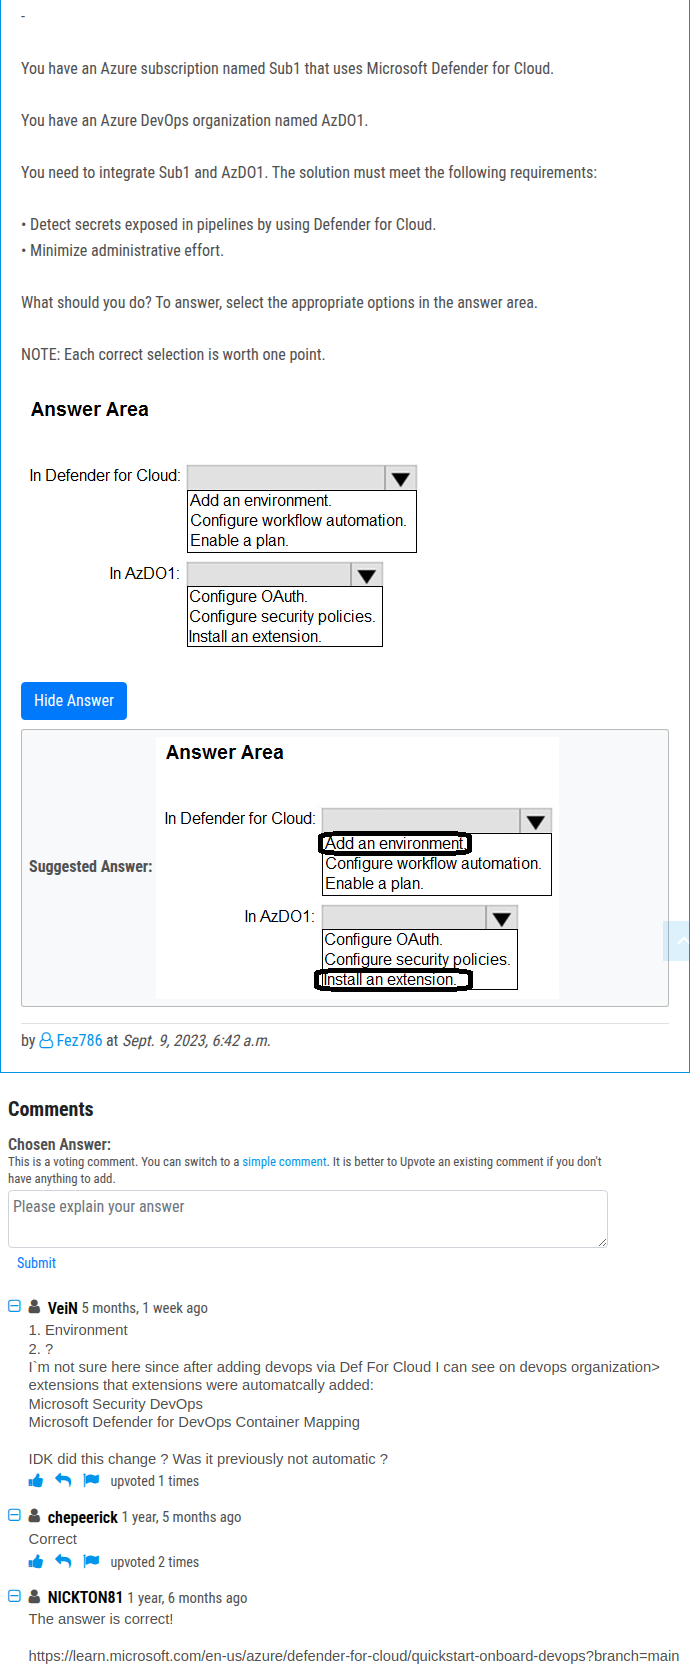 -
You have an Azure subscription named Sub1 that uses Microsoft Defender for Cloud.
You have an Azure DevOps organization named AzDO1.
You need to integrate Sub1 and AzDO1. The solution must meet the following requirements:
• Detect secrets exposed in pipelines by using Defender for Cloud.
• Minimize administrative effort.
What should you do? To answer, select the appropriate options in the answer area.
NOTE: Each correct selection is worth one point.
Answer Area
In Defender for Cloud:
Add an environment.
Configure workflow automation.
Enable a plan.
In AzDO1:
Configure OAuth.
Configure security policies.
Install an extension.
Hide Answer
Suggested Answer:
Answer Area
In Defender for Cloud:
Add an environment.
Configure workflow automation.
Enable a plan.
In AzDO1:
Configure OAuth.
Configure security policies.
Install an extension.
by Fez786 at Sept. 9, 2023, 6:42 a.m.
Comments
Chosen Answer:
This is a voting comment. You can switch to a simple comment. It is better to Upvote an existing comment if you don't
have anything to add.
Please explain your answer
Submit
VeiN 5 months, 1 week ago
1. Environment
2. ?
I`m not sure here since after adding devops via Def For Cloud I can see on devops organization>
extensions that extensions were automatcally added:
Microsoft Security DevOps
Microsoft Defender for DevOps Container Mapping
IDK did this change ? Was it previously not automatic ?
upvoted 1 times
chepeerick 1 year, 5 months ago
Correct
upvoted 2 times
NICKTON81 1 year, 6 months ago
The answer is correct!
https://learn.microsoft.com/en-us/azure/defender-for-cloud/quickstart-onboard-devops?branch=main